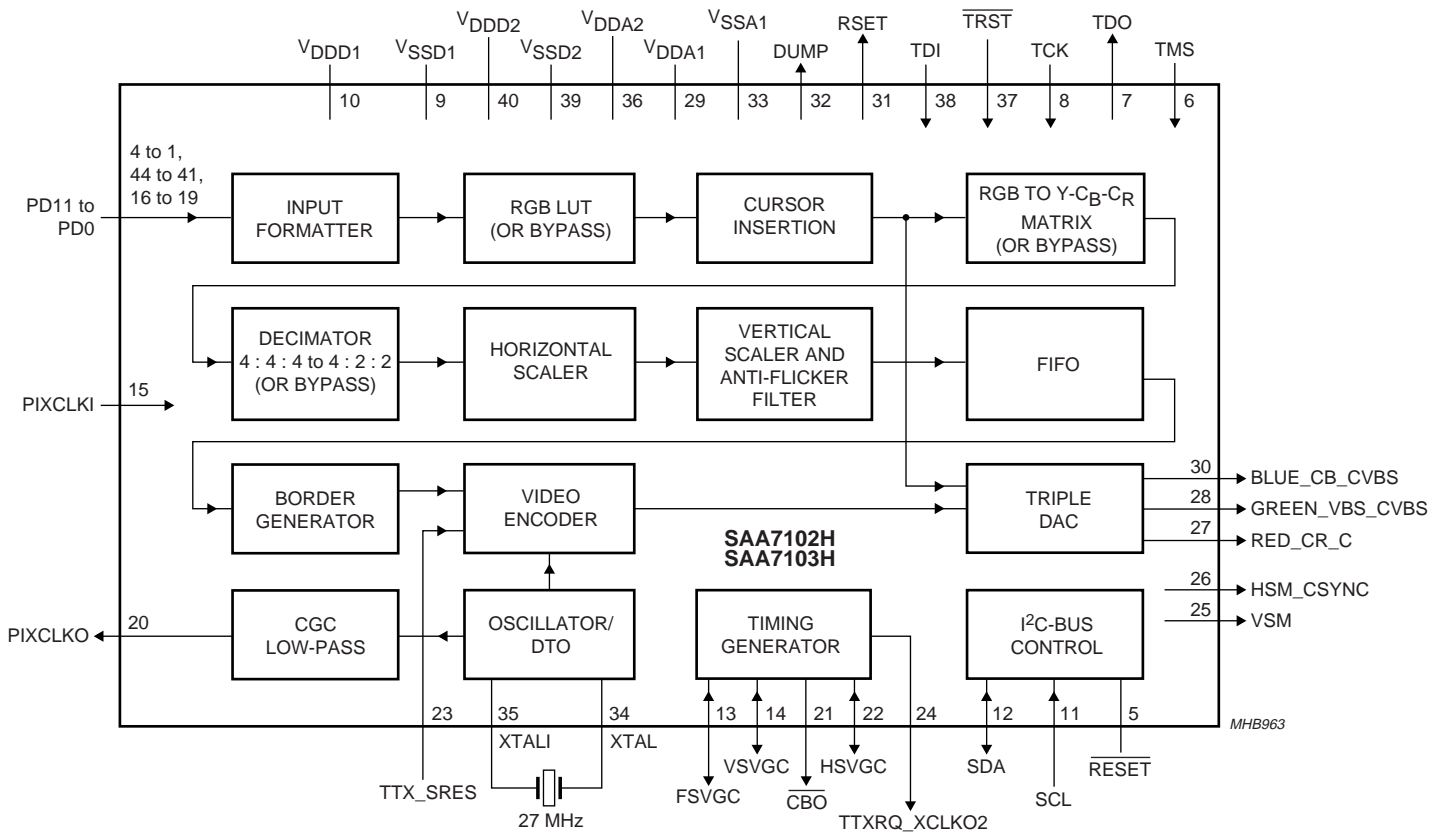 VDDD1
VSSD1
VDDD2
VSSD2
VDDA2
VDDA1
VSSA1
DUMP
RSET
TDI
TRST
TCK
TDO
TMS
10
9
40
39
36
29
33
32
31
38
37
8
7
6
4 to 1,
44 to 41,
16 to 19
PD11 to
PD0
INPUT
FORMATTER
RGB LUT
(OR BYPASS)
CURSOR
INSERTION
RGB TO Y-CB-CR
MATRIX
(OR BYPASS)
DECIMATOR
4 : 4 : 4 to 4 : 2 : 2
(OR BYPASS)
HORIZONTAL
SCALER
VERTICAL
SCALER AND
ANTI-FLICKER
FILTER
FIFO
PIXCLKI
15
BORDER
GENERATOR
VIDEO
ENCODER
SAA7102H
SAA7103H
TRIPLE
DAC
30
BLUE_CB_CVBS
28
GREEN_VBS_CVBS
27
RED_CR_C
26
HSM_CSYNC
25
VSM
PIXCLKO
20
CGC
LOW-PASS
OSCILLATOR/
DTO
TIMING
GENERATOR
I2C-BUS
CONTROL
23
35
34
13
14
21
22
24
12
11
5
MHB963
XTALI
XTAL
TTX_SRES
27 MHz
FSVGC
VSVGC
CBO
HSVGC
TTXRQ_XCLKO2
SDA
SCL
RESET